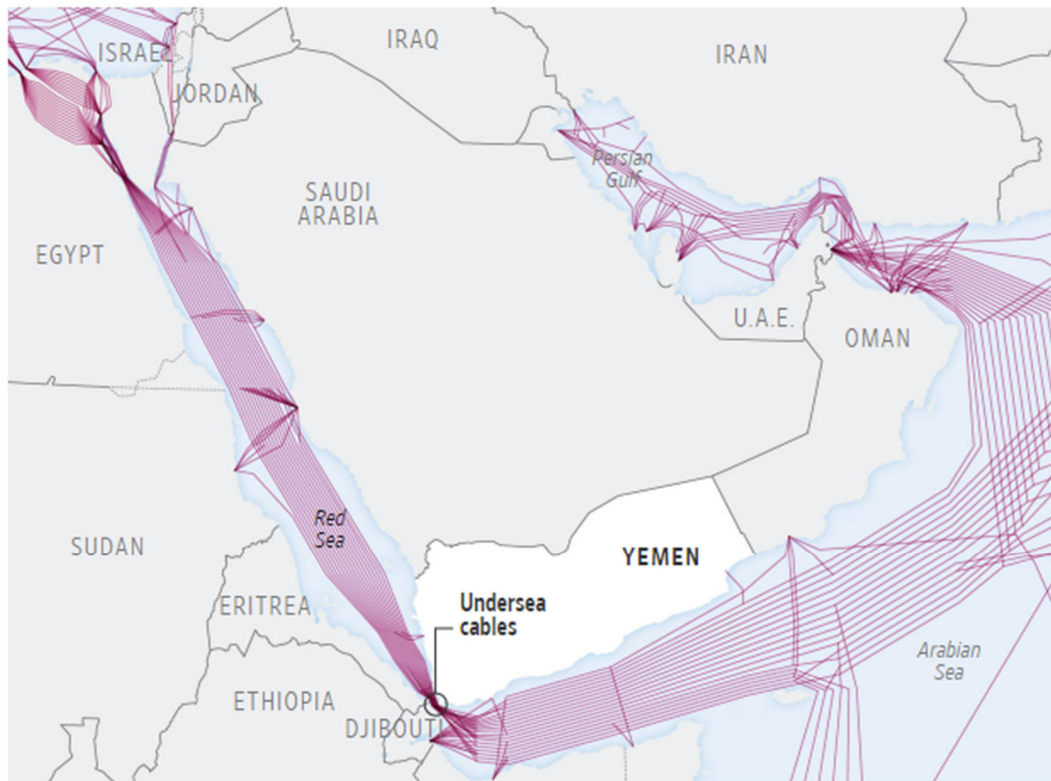 ISRAEL
IRAQ
IRAN
JORDAN
Persian
Gulf
SAUDI
ARABIA
EGYPT
U.A.E.
OMAN
Red
Sea
SUDAN
YEMEN
ERITREA
Undersea
cables
Arabian
Sea
ETHIOPIA
DJIBOUTI